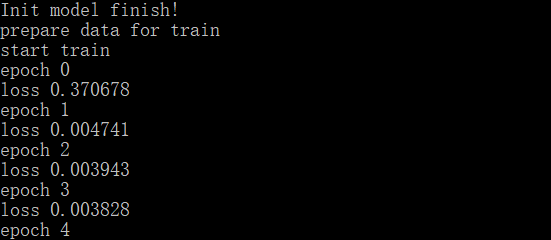 Init model finish!
prepare data for train
start train
epoch 0
loss 0.370678
epoch 1
loss 0.004741
epoch 2
loss 0.003943
epoch 3
loss 0.003828
epoch 4